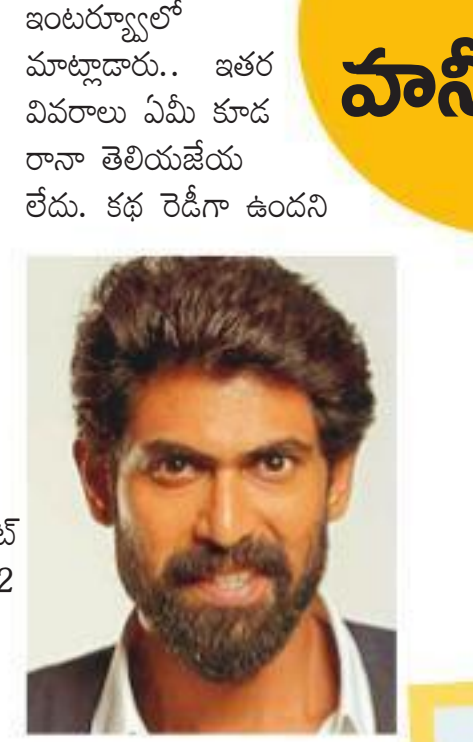 ఇంటర్వ్యూలో
మాట్లాడారు.. ఇతర
వివరాలు ఏమీ కూడ
రానా తెలియజేయ
లేదు. కథ రెడీగా ఉందని